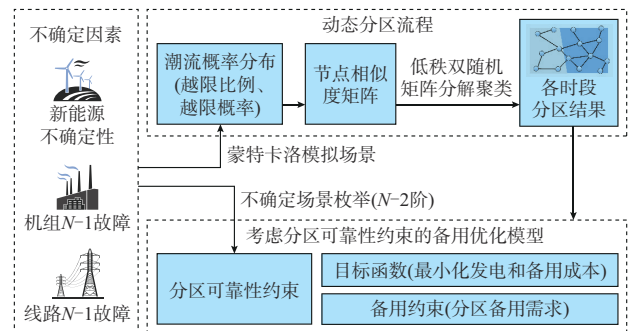 不确定因素
新能源
不确定性
机组N−1故障
线路N−1故障
动态分区流程
潮流概率分布
(越限比例、
越限概率)
节点相似
度矩阵
低秩双随机
矩阵分解聚类
各时段
分区结果
蒙特卡洛模拟场景
不确定场景枚举(N−2阶)
考虑分区可靠性约束的备用优化模型
分区可靠性约束
目标函数(最小化发电和备用成本)
备用约束(分区备用需求)